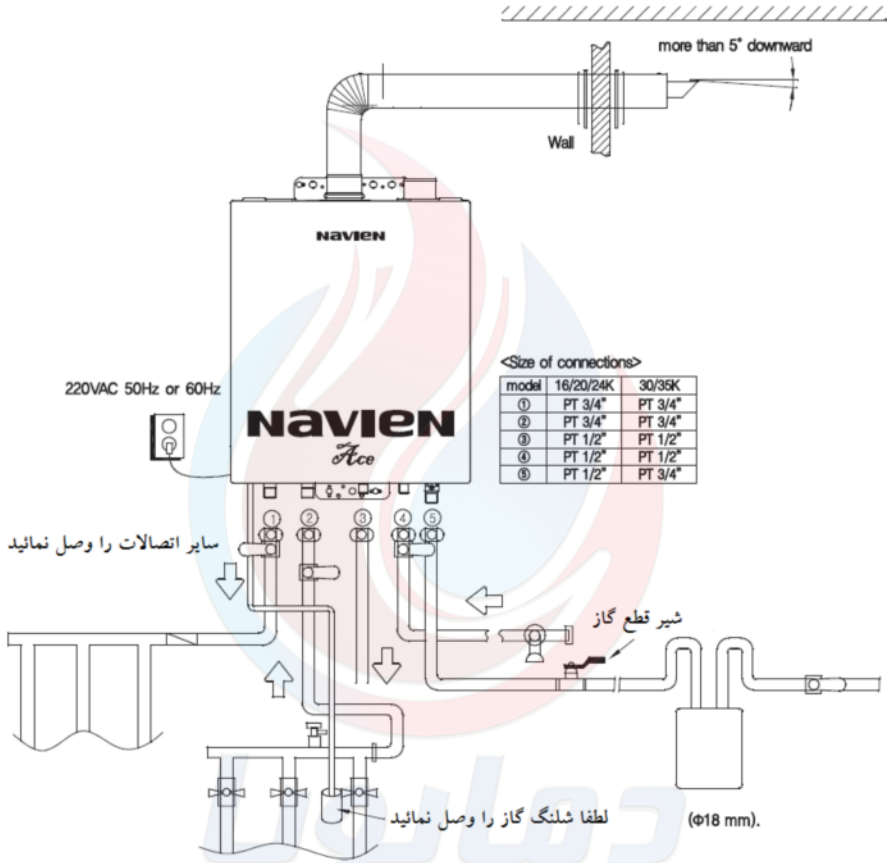 more than 5° downward
Wall
NAVIEN
<Size of connections>
model 16/20/24K 30/35K
① PT 3/4" PT 3/4"
② PT 3/4" PT 3/4"
③ PT 1/2" PT 1/2"
④ PT 1/2" PT 1/2"
⑤ PT 1/2" PT 3/4"
220VAC 50Hz or 60Hz
NAVIEN
Ace
① ② ③ ④ ⑤
سایر اتصالات را وصل نمائید
شیر قطع گاز
لطفا شلنگ گاز را وصل نمائید
(Φ18 mm).